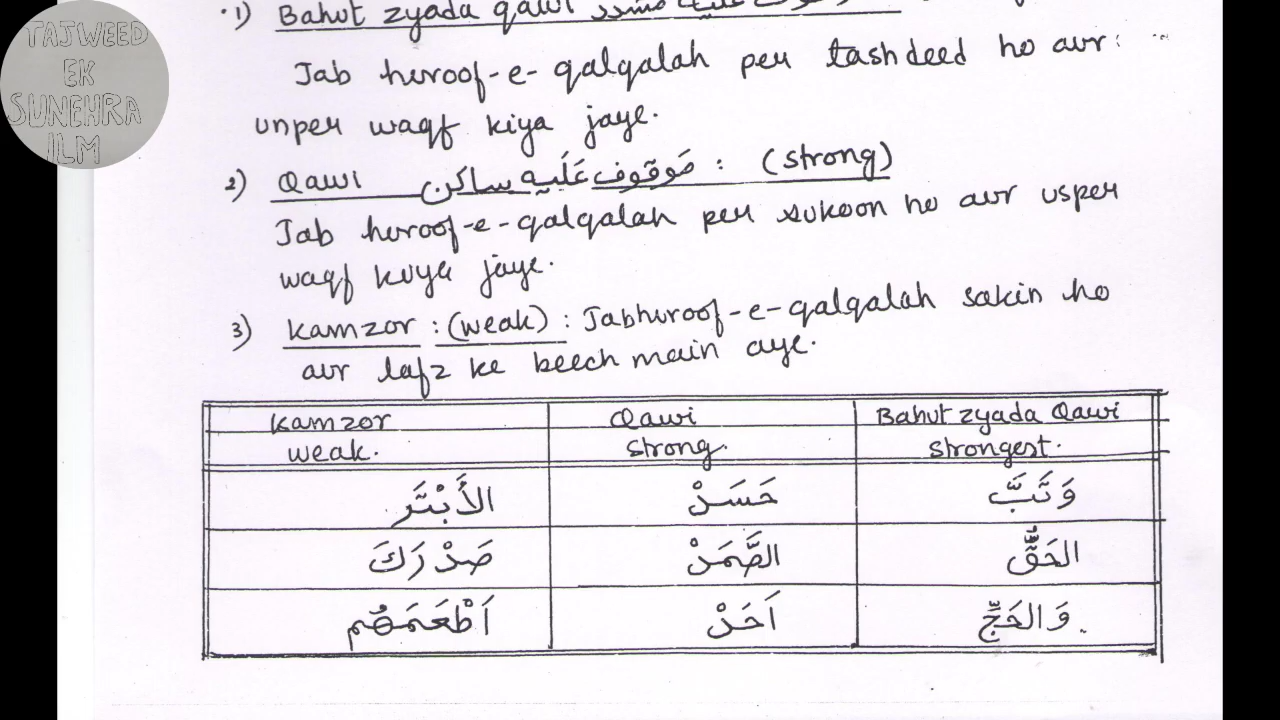 TAJWEED
EK
SUNEHRA
ILM
1) Bahut zyada qawi
Jab huroof-e-qalqalah per tashdeed ho aur
unper waqf kiya jaye.
2) Qawi مَوقوف عَلَيه ساکن : (strong)
Jab huroof-e-qalqalah per sukoon ho aur usper
waqf kiya jaye.
3) Kamzor : (weak) : Jab huroof-e-qalqalah sakin ho
aur lafz ke beech main aye.
Kamzor Qawi Bahut zyada Qawi
weak. strong. strongest.
الأَبْتَر حَسَدْ وَتَبَّ
صَدْرَكَ الصَّمَدْ الحَقُّ
اَطْعَمَهُم اَحَدْ وَالحَجِّ.